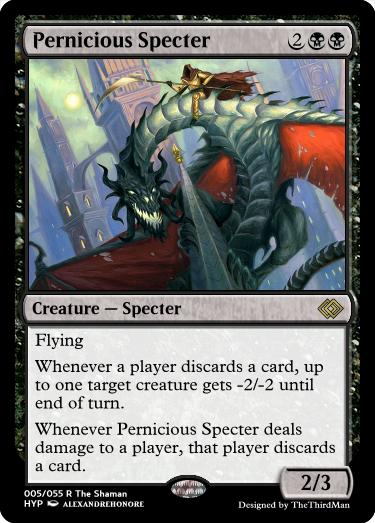 Pernicious Specter 2
Creature — Specter
Flying
Whenever a player discards a card, up
to one target creature gets -2/-2 until
end of turn.
Whenever Pernicious Specter deals
damage to a player, that player discards
a card.
2/3
005/055 R The Shaman
HYP ALEXANDREHONORE
Designed by TheThirdMan